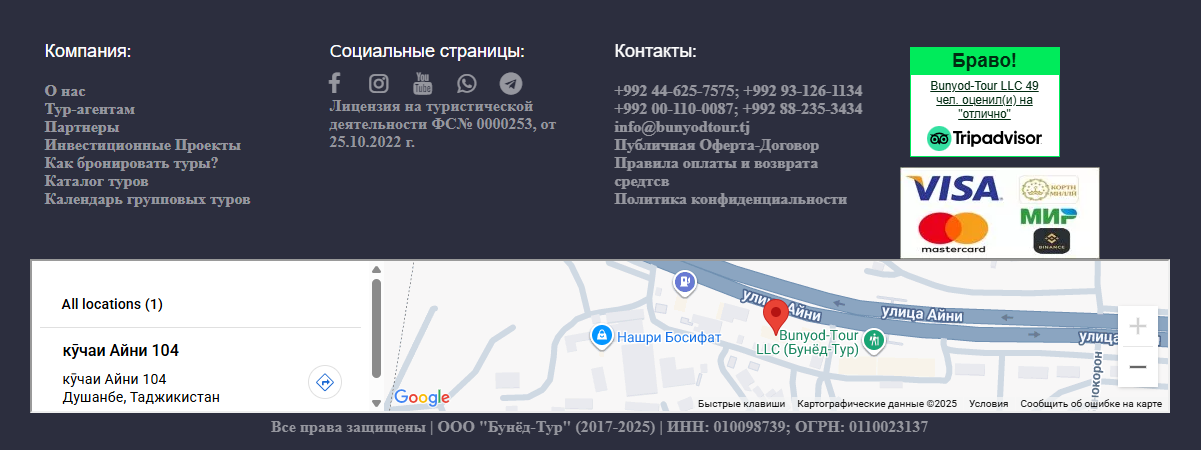 Компания:
О нас
Тур-агентам
Партнеры
Инвестиционные Проекты
Как бронировать туры?
Каталог туров
Календарь групповых туров
Социальные страницы:
You
Tube
Лицензия на туристической
деятельности ФС№ 0000253, от
25.10.2022 г.
Контакты:
+992 44-625-7575; +992 93-126-1134
+992 00-110-0087; +992 88-235-3434
info@bunyodtour.tj
Публичная Оферта-Договор
Правила оплаты и возврата
средтсв
Политика конфиденциальности
Браво!
Bunyod-Tour LLC 49
чел. оценил(и) на
"отлично"
Tripadvisor
VISA
КОРТИ
МИЛЛӢ
mastercard
МИР
BINANCE
All locations (1)
кӯчаи Айни 104
кӯчаи Айни 104
Душанбе, Таджикистан
улица Айни
улица Айни
улица Айни
Нашри Босифат
Bunyod-Tour
LLC (Бунёд-Тур)
Google
Быстрые клавиши
Картографические данные ©2025
Условия
Сообщить об ошибке на карте
Все права защищены | ООО "Бунёд-Тур" (2017-2025) | ИНН: 010098739; ОГРН: 0110023137